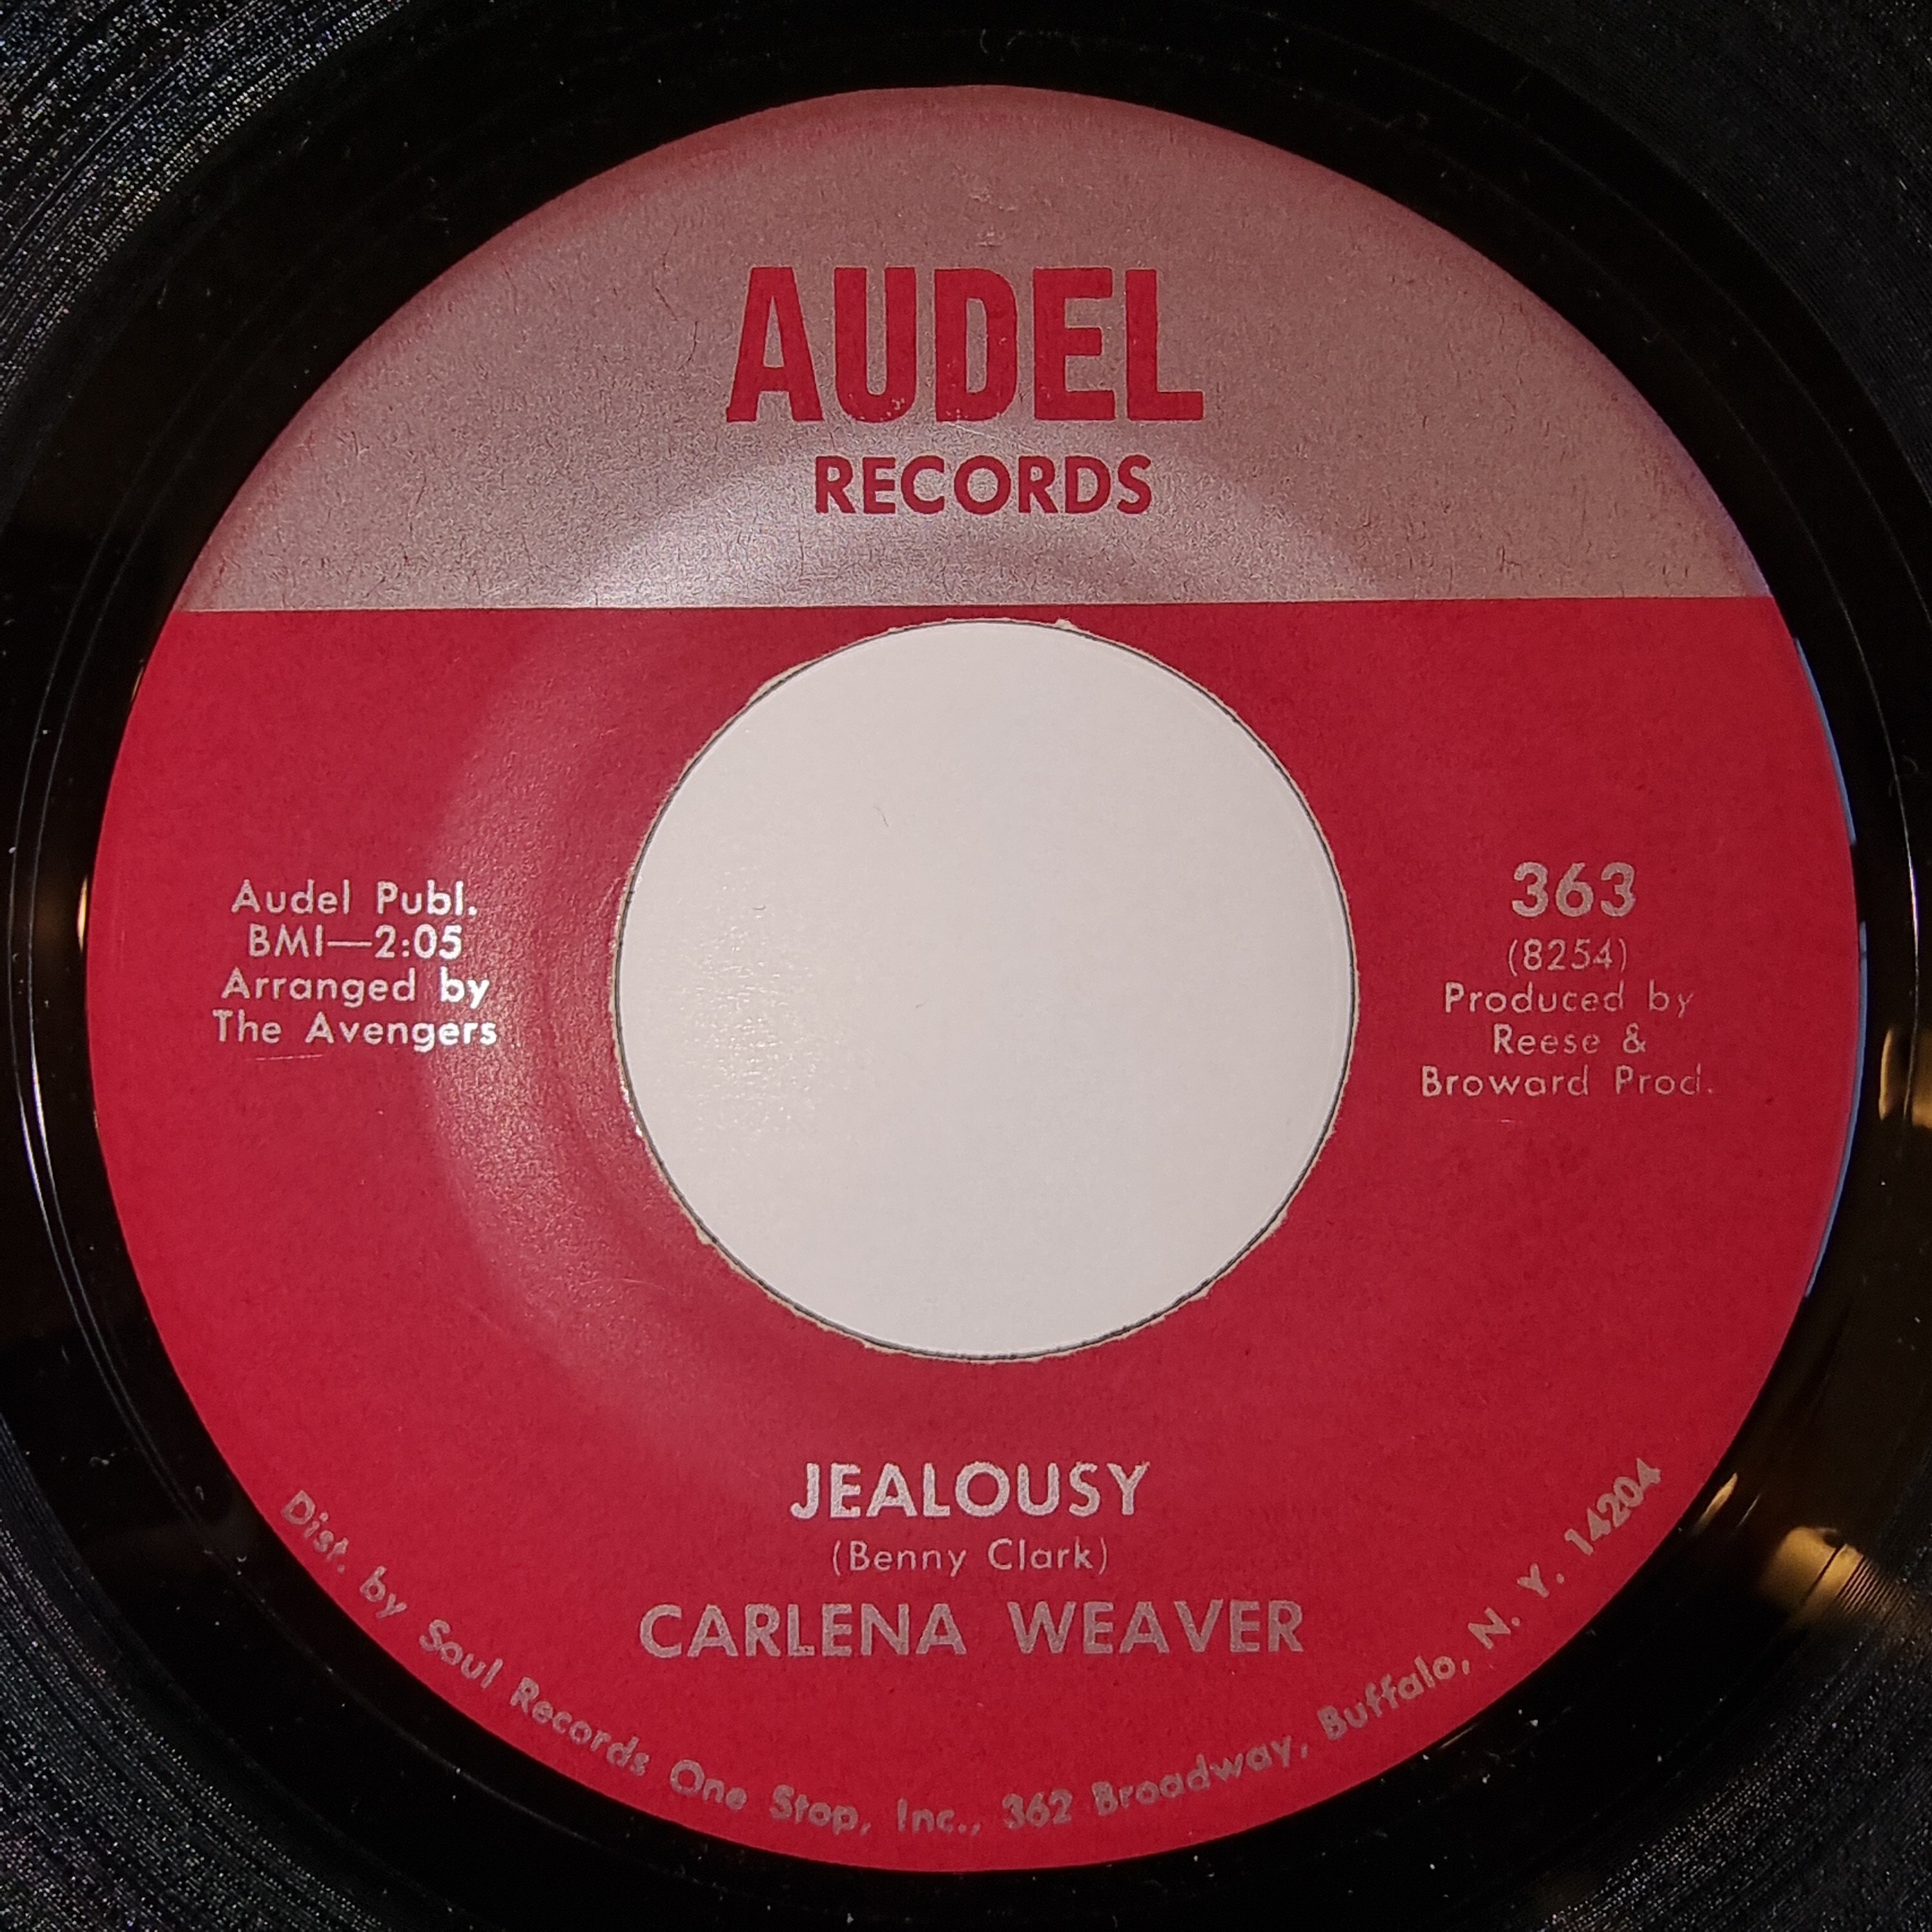 AUDEL
RECORDS
Audel Publ.
BMI—2:05
Arranged by
The Avengers
363
(8254)
Produced by
Reese &
Broward Prod.
JEALOUSY
(Benny Clark)
CARLENA WEAVER
Dist. by Soul Records One Stop, Inc., 362 Broadway, Buffalo, N. Y. 14204